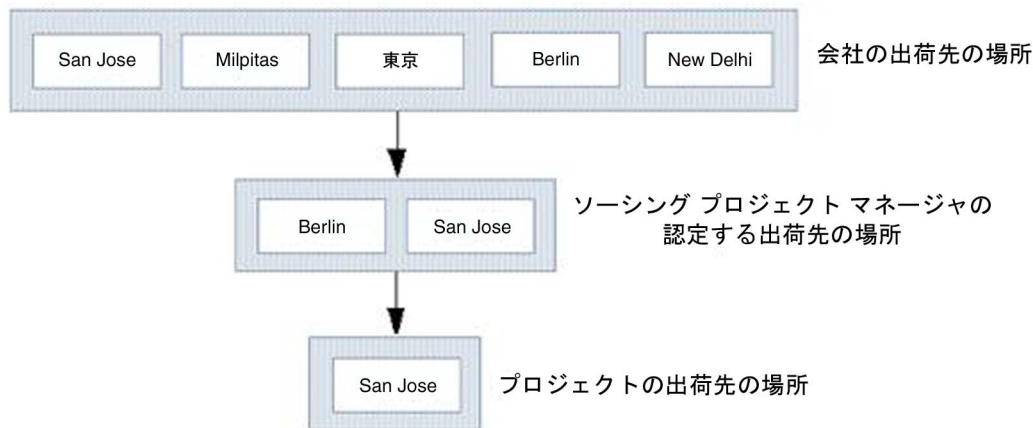 San Jose
Milpitas
東京
Berlin
New Delhi
会社の出荷先の場所
Berlin
San Jose
ソーシング プロジェクト マネージャの
認定する出荷先の場所
San Jose
プロジェクトの出荷先の場所